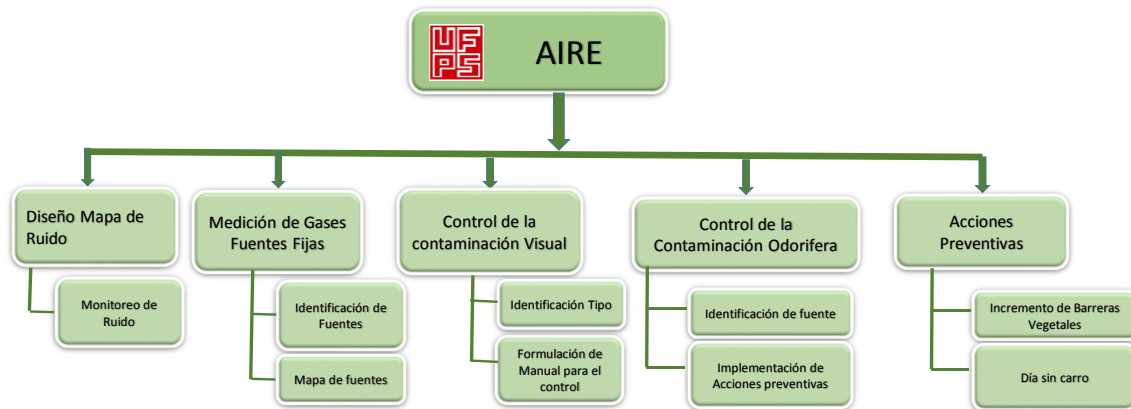 UF
PS
AIRE
Diseño Mapa de
Ruido
Monitoreo de
Ruido
Medición de Gases
Fuentes Fijas
Identificación de
Fuentes
Mapa de fuentes
Control de la
contaminación Visual
Identificación Tipo
Formulación de
Manual para el
control
Control de la
Contaminación Odorifera
Identificación de fuente
Implementación de
Acciones preventivas
Acciones
Preventivas
Incremento de Barreras
Vegetales
Día sin carro